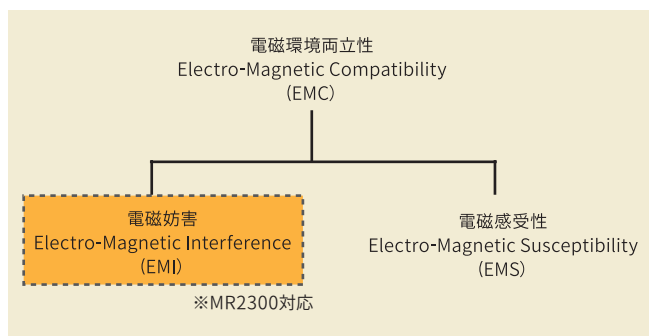 電磁環境両立性
Electro-Magnetic Compatibility
(EMC)
電磁妨害
Electro-Magnetic Interference
(EMI)
電磁感受性
Electro-Magnetic Susceptibility
(EMS)
※MR2300対応